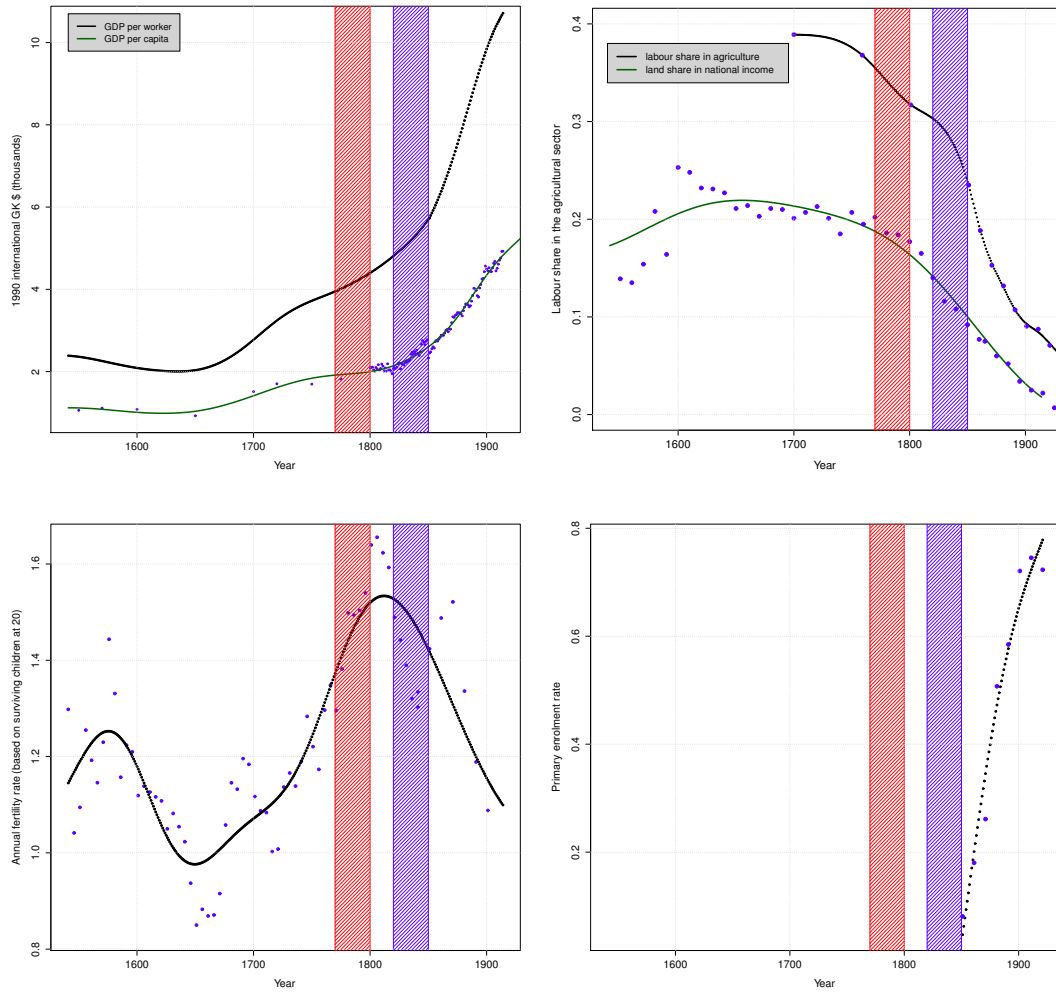 GDP per worker
GDP per capita
1990 international GK $ (thousands)
2
4
6
8
10
1600
1700
1800
1900
Year
labour share in agriculture
land share in national income
Labour share in the agricultural sector
0.0
0.1
0.2
0.3
0.4
1600
1700
1800
1900
Year
Annual fertility rate (based on surviving children at 20)
0.8
1.0
1.2
1.4
1.6
1600
1700
1800
1900
Year
Primary enrolment rate
0.2
0.4
0.6
0.8
1600
1700
1800
1900
Year